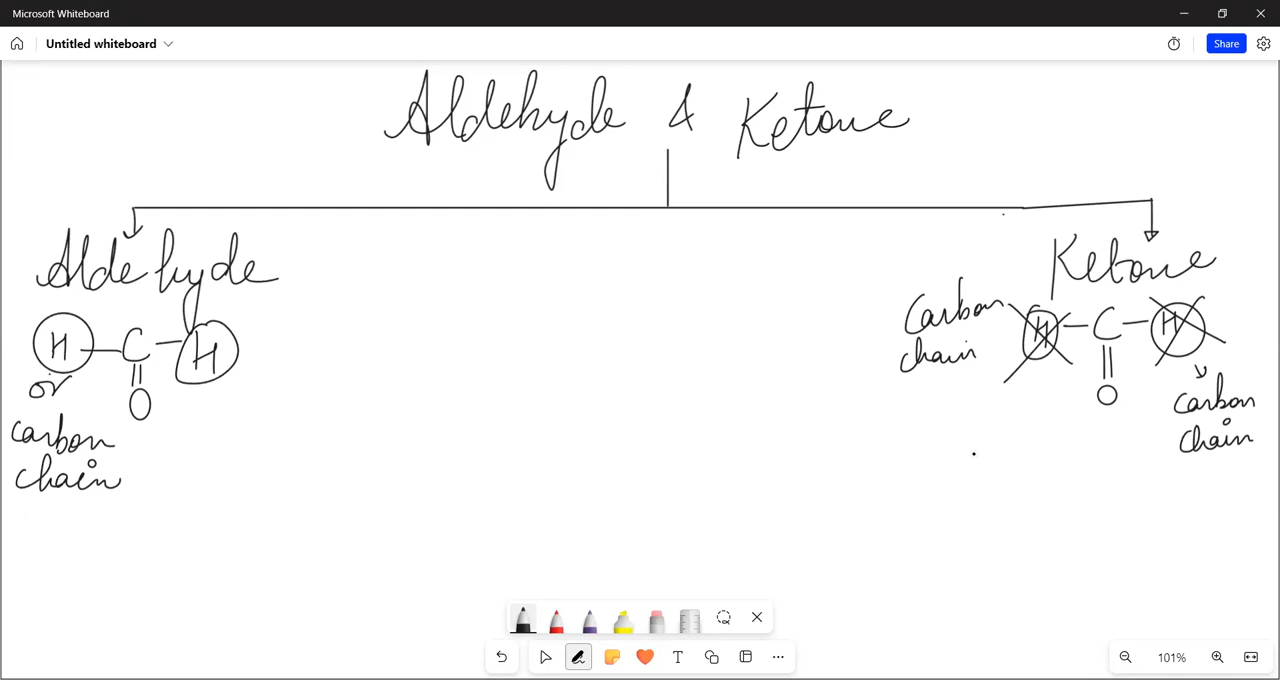 Microsoft Whiteboard
Untitled whiteboard
Share
Aldehyde & Ketone
Aldehyde
H C H
O
or
carbon
chain
Ketone
Carbon
chain
H C H
O
Carbon
chain
T
101%